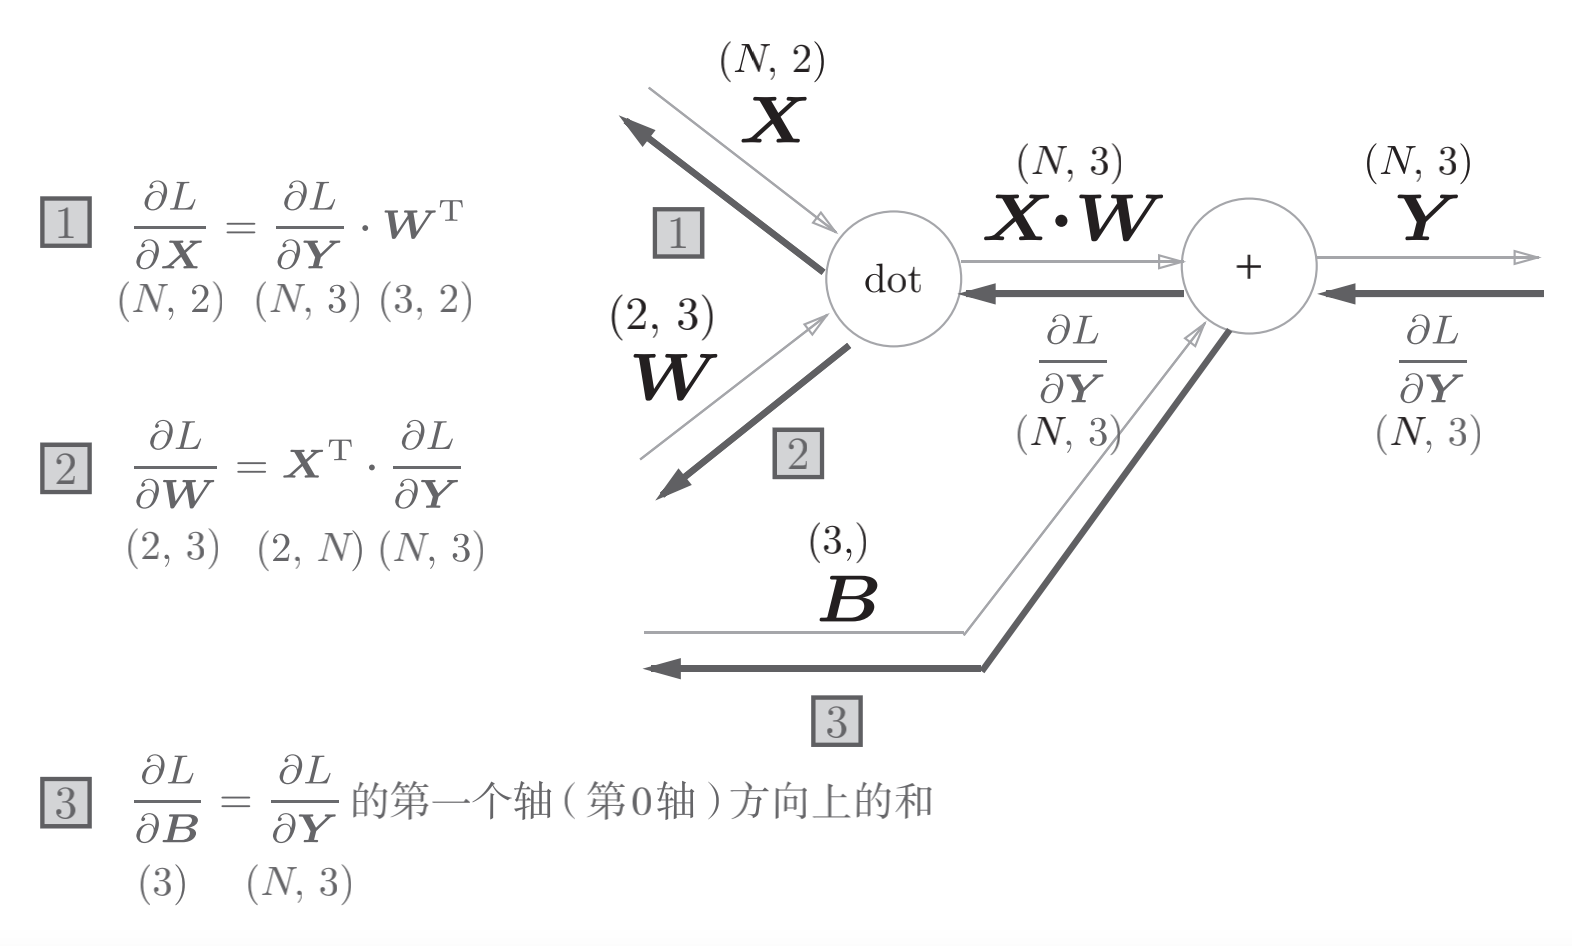 (N, 2)
X
(N, 3)
X·W
(N, 3)
Y
1 ∂L/∂X = ∂L/∂Y · W^T
(N, 2) (N, 3) (3, 2)
1
dot
+
(2, 3)
W
∂L/∂Y
(N, 3)
∂L/∂Y
(N, 3)
2 ∂L/∂W = X^T · ∂L/∂Y
(2, 3) (2, N) (N, 3)
2
(3,)
B
3
3 ∂L/∂B = ∂L/∂Y 的第一个轴(第0轴)方向上的和
(3) (N, 3)